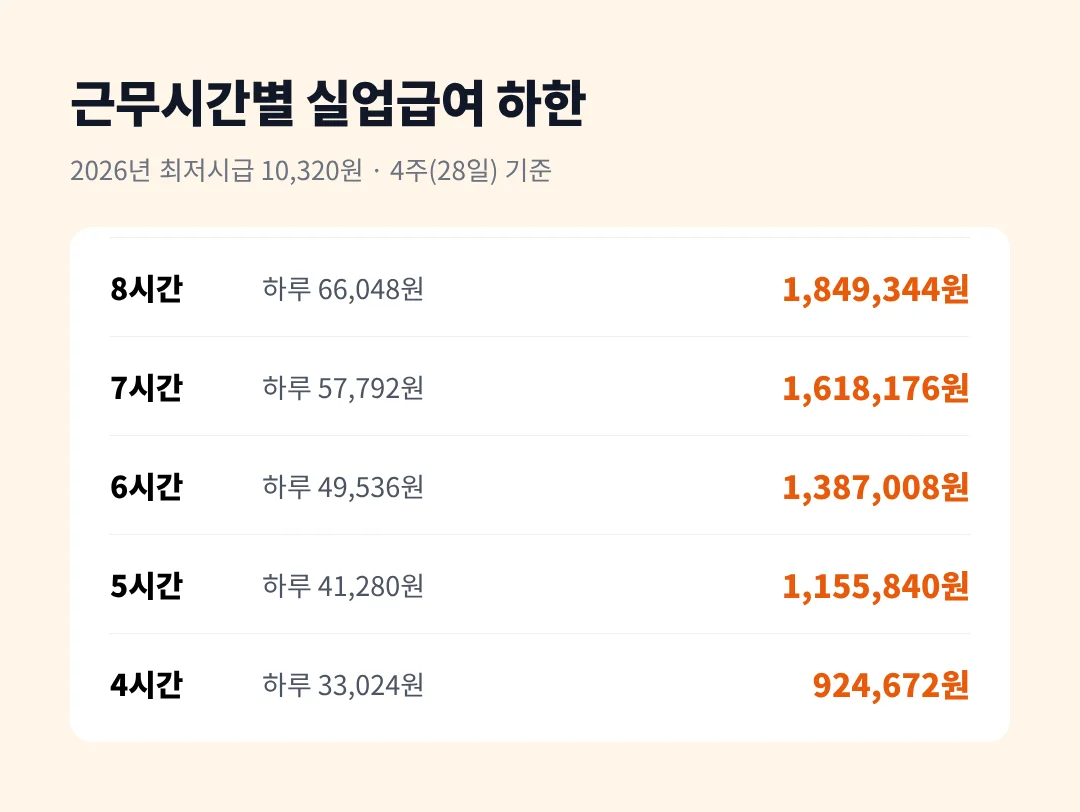 근무시간별 실업급여 하한
2026년 최저시급 10,320원 · 4주(28일) 기준
8시간 하루 66,048원 1,849,344원
7시간 하루 57,792원 1,618,176원
6시간 하루 49,536원 1,387,008원
5시간 하루 41,280원 1,155,840원
4시간 하루 33,024원 924,672원